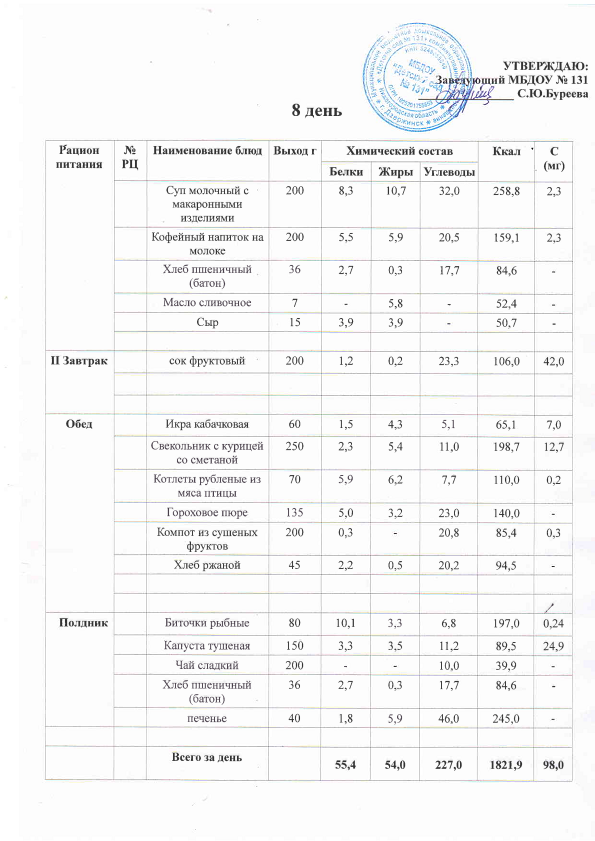 МБДОУ
"Детский сад
№ 131"
УТВЕРЖДАЮ:
Заведующий МБДОУ № 131
С.Ю.Буреева
8 день
Рацион питания № РЦ Наименование блюд Выход г Химический состав Ккал С (мг)
Белки Жиры Углеводы
Суп молочный с макаронными изделиями 200 8,3 10,7 32,0 258,8 2,3
Кофейный напиток на молоке 200 5,5 5,9 20,5 159,1 2,3
Хлеб пшеничный (батон) 36 2,7 0,3 17,7 84,6 -
Масло сливочное 7 - 5,8 - 52,4 -
Сыр 15 3,9 3,9 - 50,7 -
II Завтрак сок фруктовый 200 1,2 0,2 23,3 106,0 42,0
Обед Икра кабачковая 60 1,5 4,3 5,1 65,1 7,0
Свекольник с курицей со сметаной 250 2,3 5,4 11,0 198,7 12,7
Котлеты рубленые из мяса птицы 70 5,9 6,2 7,7 110,0 0,2
Гороховое пюре 135 5,0 3,2 23,0 140,0 -
Компот из сушеных фруктов 200 0,3 - 20,8 85,4 0,3
Хлеб ржаной 45 2,2 0,5 20,2 94,5 -
Полдник Биточки рыбные 80 10,1 3,3 6,8 197,0 0,24
Капуста тушеная 150 3,3 3,5 11,2 89,5 24,9
Чай сладкий 200 - - 10,0 39,9 -
Хлеб пшеничный (батон) 36 2,7 0,3 17,7 84,6 -
печенье 40 1,8 5,9 46,0 245,0 -
Всего за день 55,4 54,0 227,0 1821,9 98,0